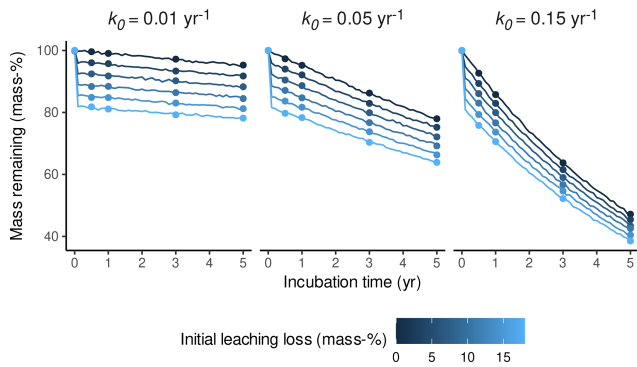 k₀ = 0.01 yr⁻¹ k₀ = 0.05 yr⁻¹ k₀ = 0.15 yr⁻¹
Mass remaining (mass-%)
100
80
60
40
0 1 2 3 4 5 0 1 2 3 4 5 0 1 2 3 4 5
Incubation time (yr)
Initial leaching loss (mass-%)
0 5 10 15